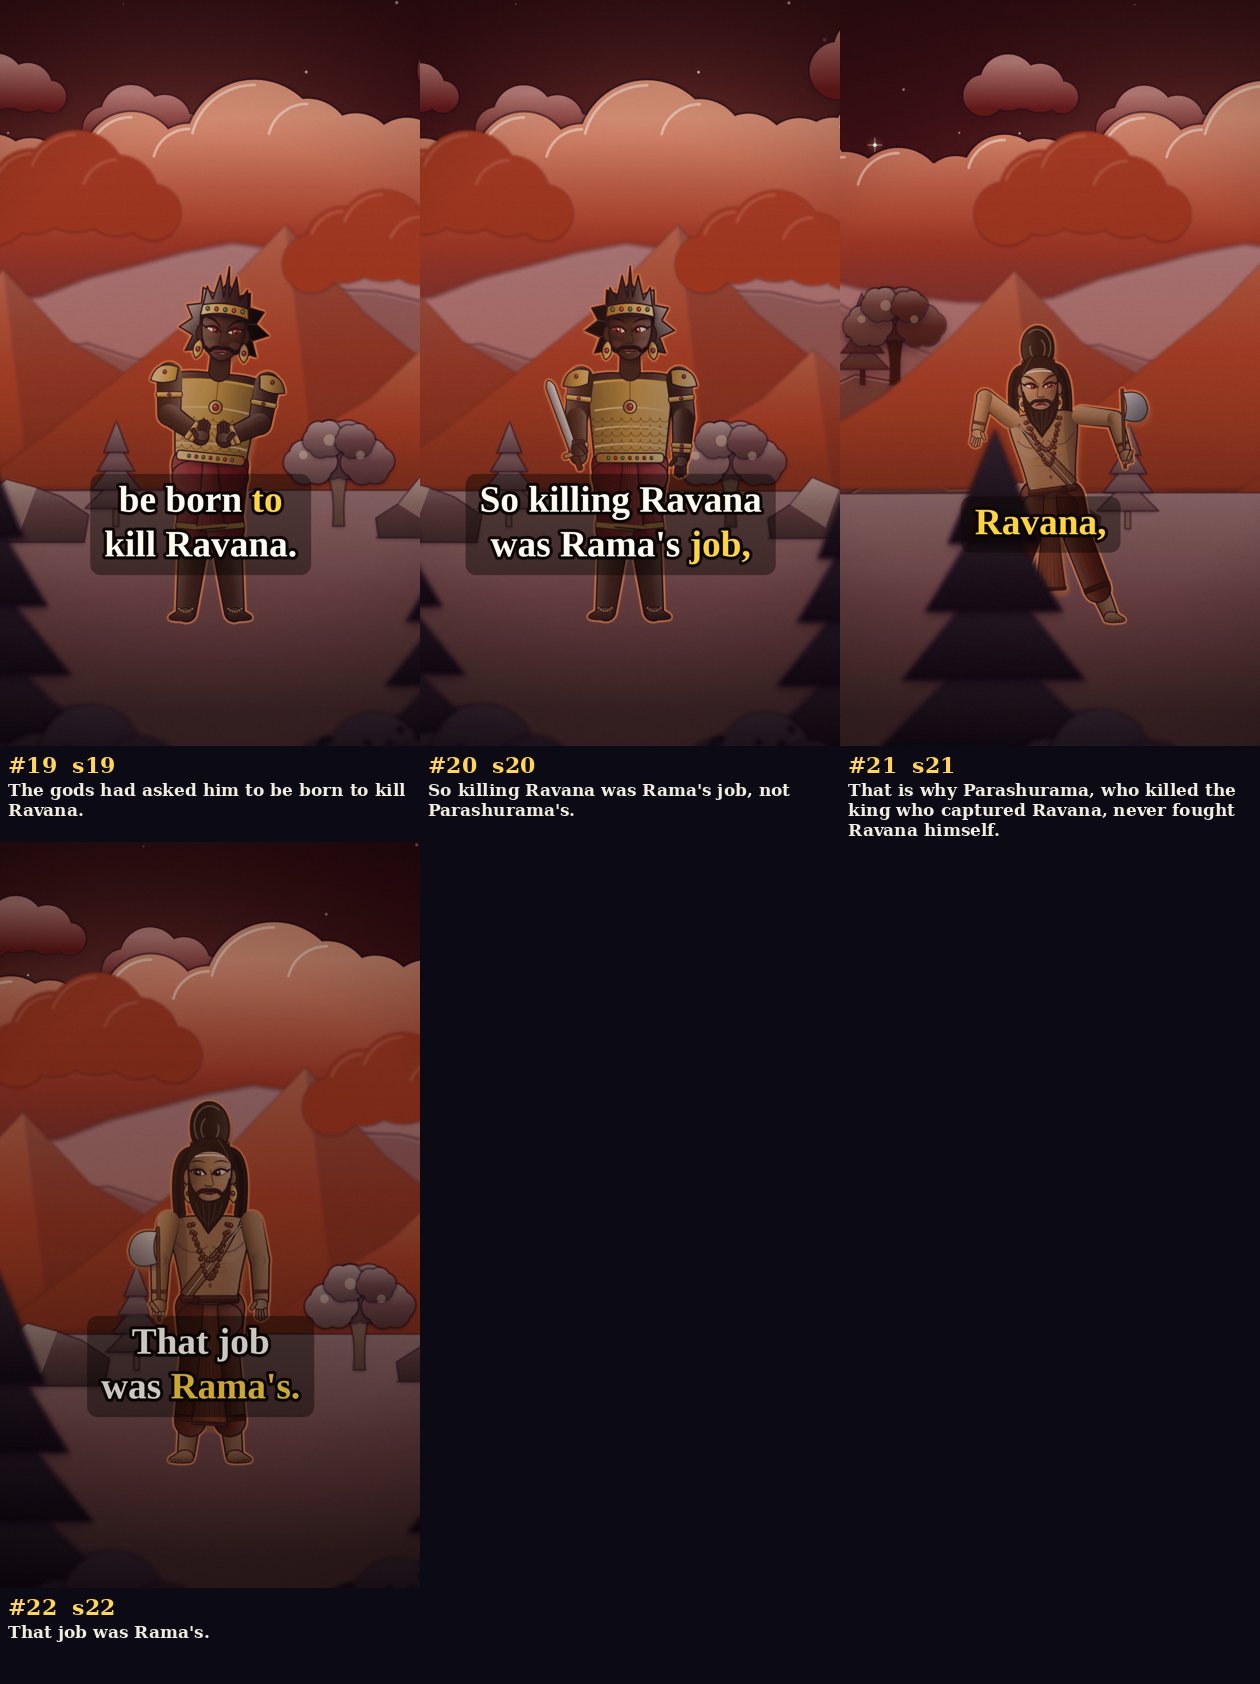 be born to
kill Ravana.
So killing Ravana
was Rama's job,
Ravana,
#19 s19
The gods had asked him to be born to kill
Ravana.
#20 s20
So killing Ravana was Rama's job, not
Parashurama's.
#21 s21
That is why Parashurama, who killed the
king who captured Ravana, never fought
Ravana himself.
That job
was Rama's.
#22 s22
That job was Rama's.